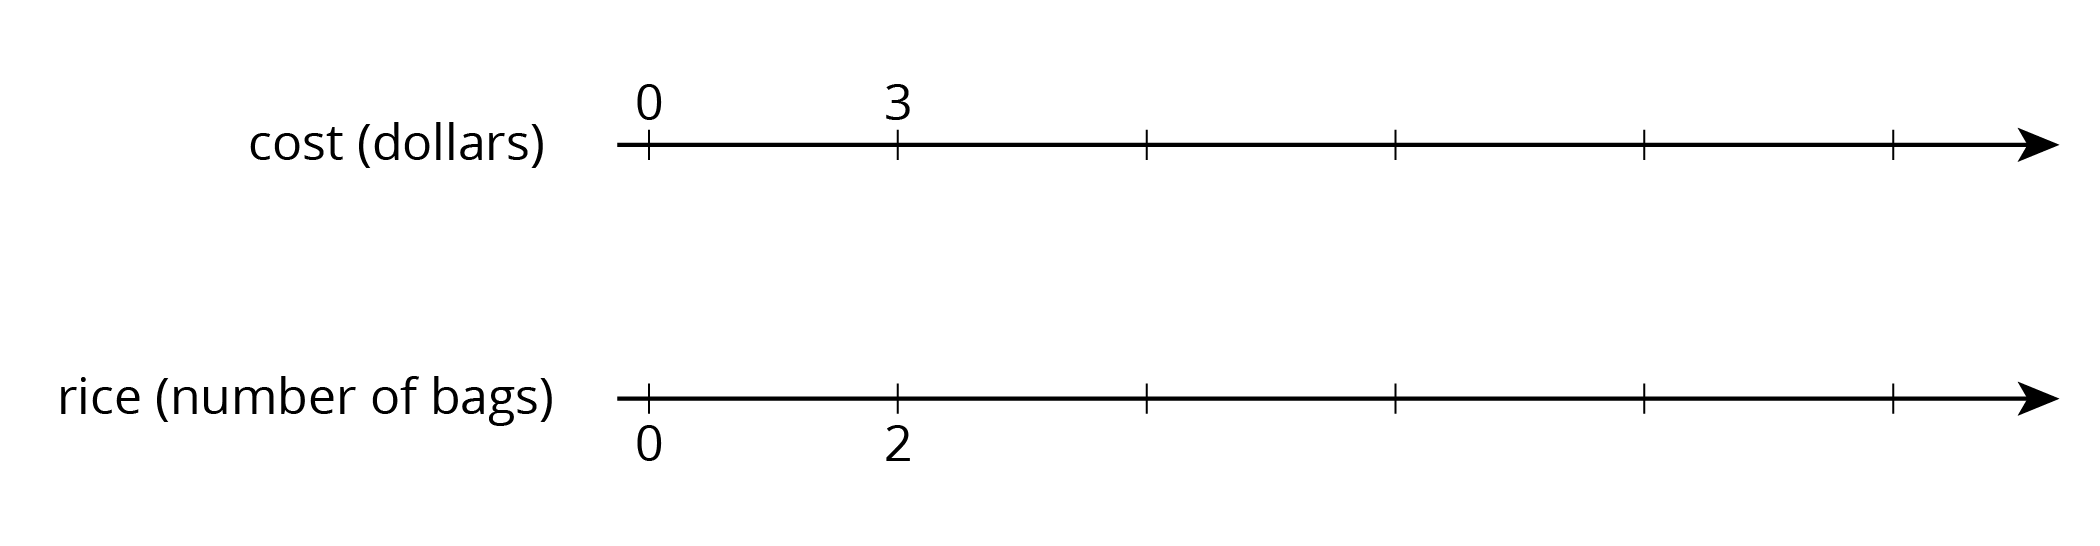 0 3
cost (dollars)
rice (number of bags)
0 2